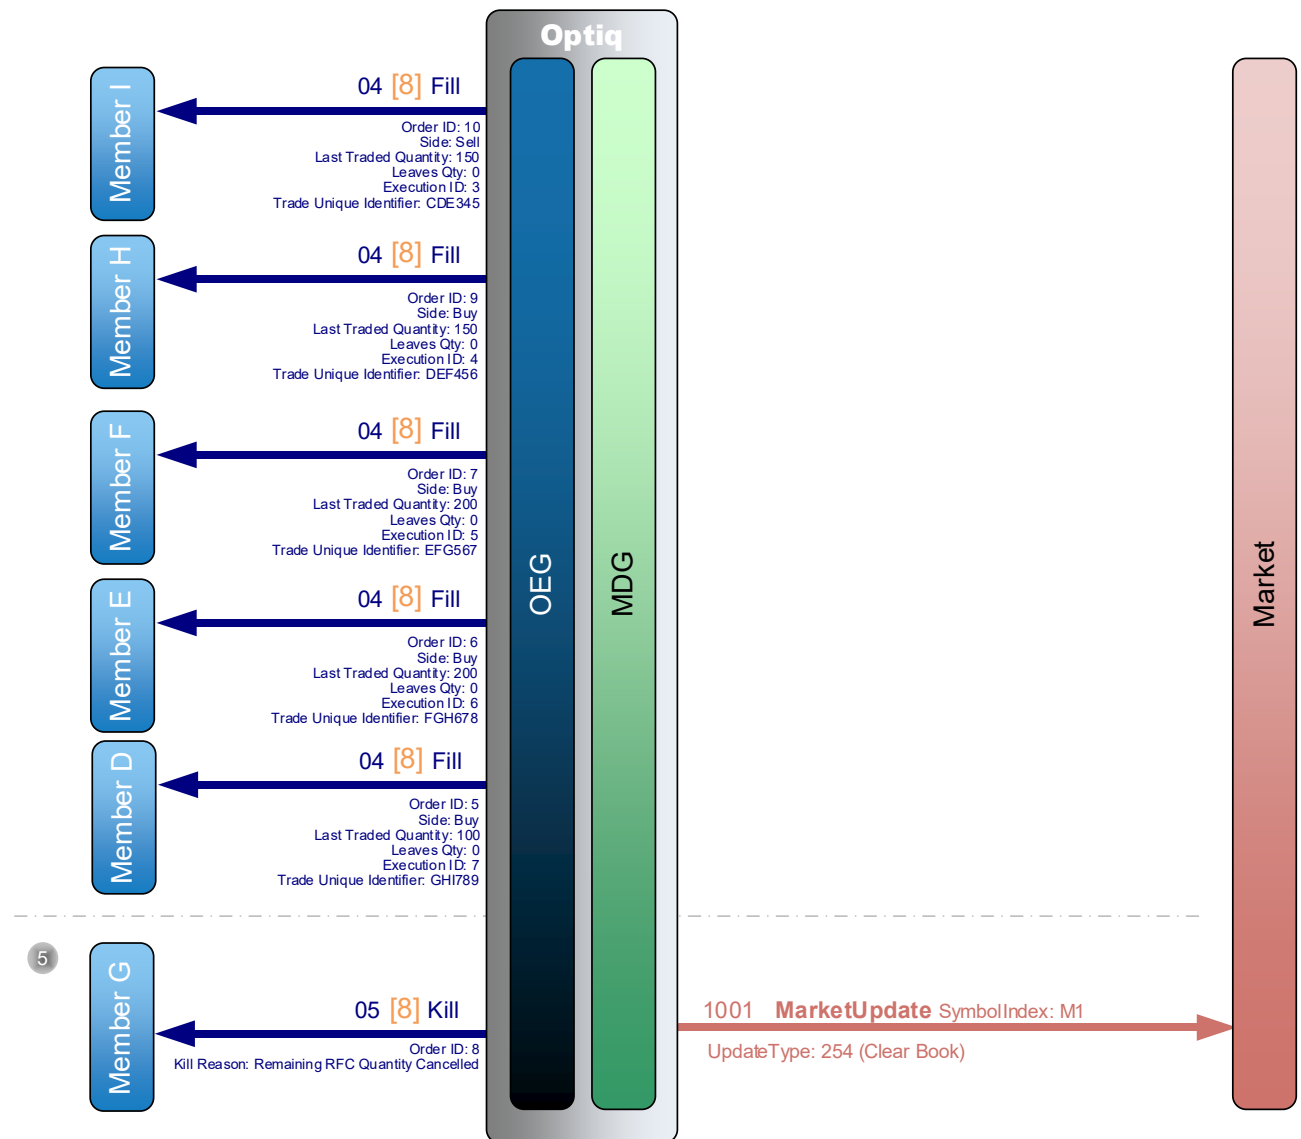 Optiq
Member I
04 [8] Fill
Order ID: 10
Side: Sell
Last Traded Quantity: 150
Leaves Qty: 0
Execution ID: 3
Trade Unique Identifier: CDE345
Member H
04 [8] Fill
Order ID: 9
Side: Buy
Last Traded Quantity: 150
Leaves Qty: 0
Execution ID: 4
Trade Unique Identifier: DEF456
Member F
04 [8] Fill
Order ID: 7
Side: Buy
Last Traded Quantity: 200
Leaves Qty: 0
Execution ID: 5
Trade Unique Identifier: EFG567
OEG
MDG
Market
Member E
04 [8] Fill
Order ID: 6
Side: Buy
Last Traded Quantity: 200
Leaves Qty: 0
Execution ID: 6
Trade Unique Identifier: FGH678
Member D
04 [8] Fill
Order ID: 5
Side: Buy
Last Traded Quantity: 100
Leaves Qty: 0
Execution ID: 7
Trade Unique Identifier: GHI789
5
Member G
05 [8] Kill
Order ID: 8
Kill Reason: Remaining RFC Quantity Cancelled
1001 MarketUpdate SymbolIndex: M1
UpdateType: 254 (Clear Book)